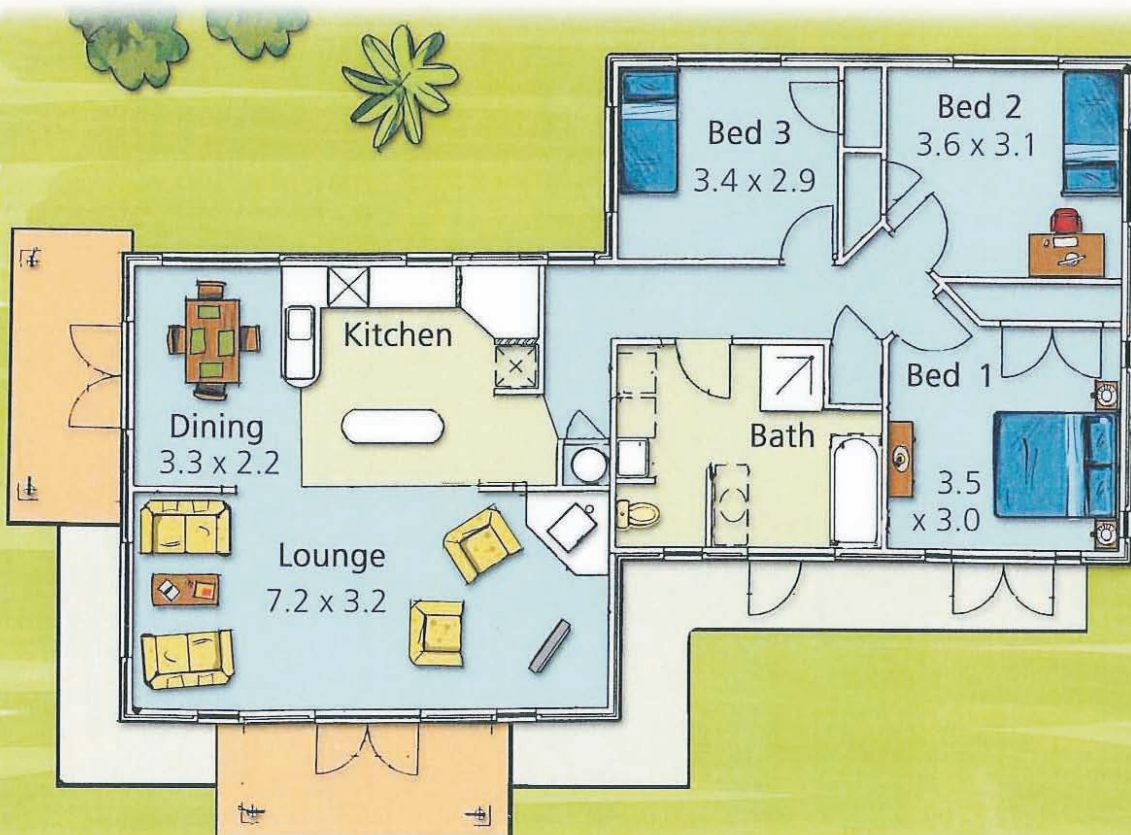 Bed 3
3.4 x 2.9
Bed 2
3.6 x 3.1
Kitchen
Dining
3.3 x 2.2
Bath
Bed 1
3.5
x 3.0
Lounge
7.2 x 3.2